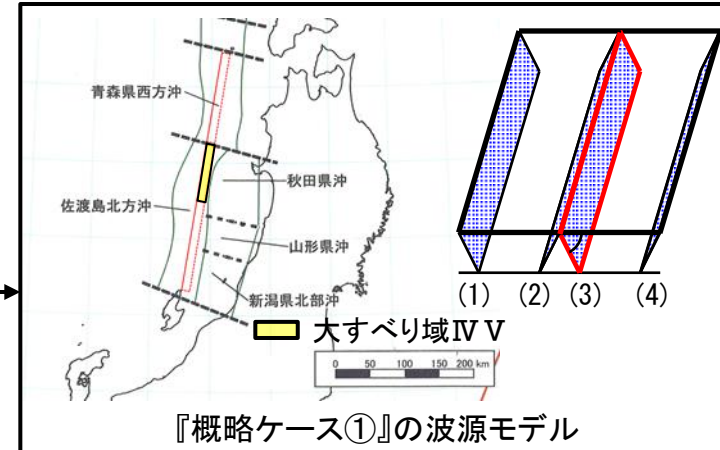 青森県西方沖
秋田県沖
佐渡島北方沖
山形県沖
新潟県北部沖
大すべり域ⅣⅤ
0 50 100 150 200 km
(1) (2) (3) (4)
『概略ケース①』の波源モデル